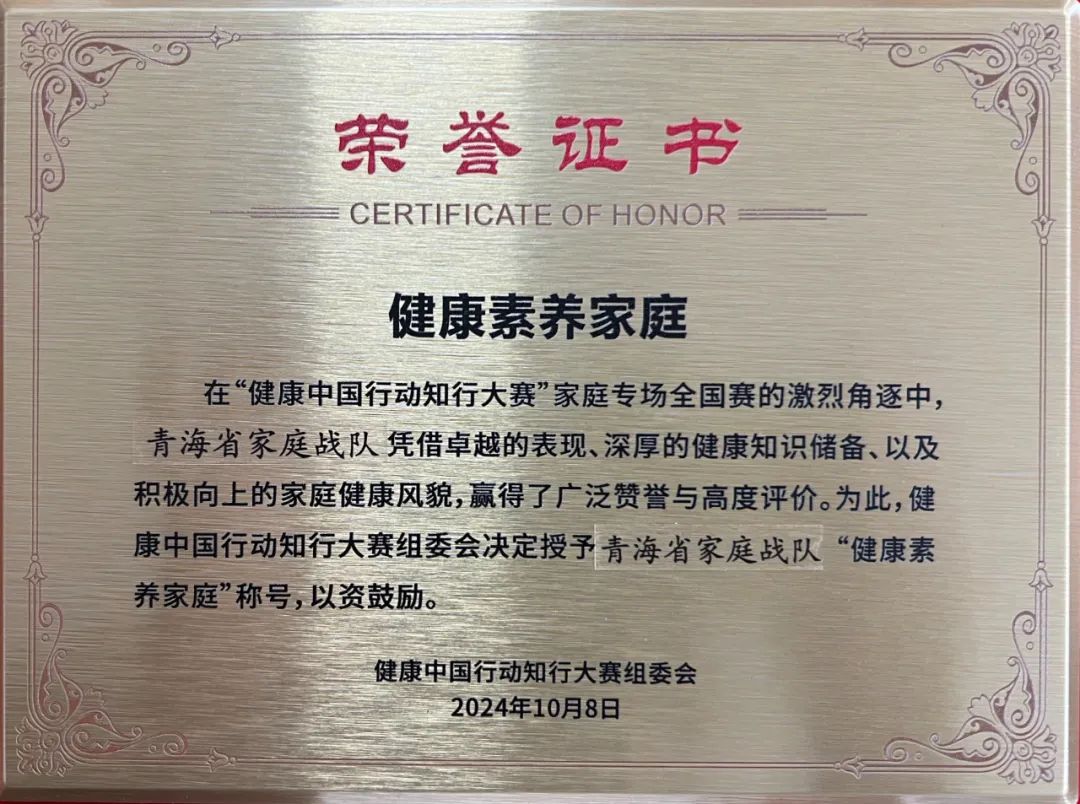 荣誉证书
CERTIFICATE OF HONOR
健康素养家庭
在“健康中国行动知行大赛”家庭专场全国赛的激烈角逐中，
青海省家庭战队 凭借卓越的表现、深厚的健康知识储备、以及
积极向上的家庭健康风貌，赢得了广泛赞誉与高度评价。为此，健
康中国行动知行大赛组委会决定授予 青海省家庭战队 “健康素
养家庭”称号，以资鼓励。
健康中国行动知行大赛组委会
2024年10月8日